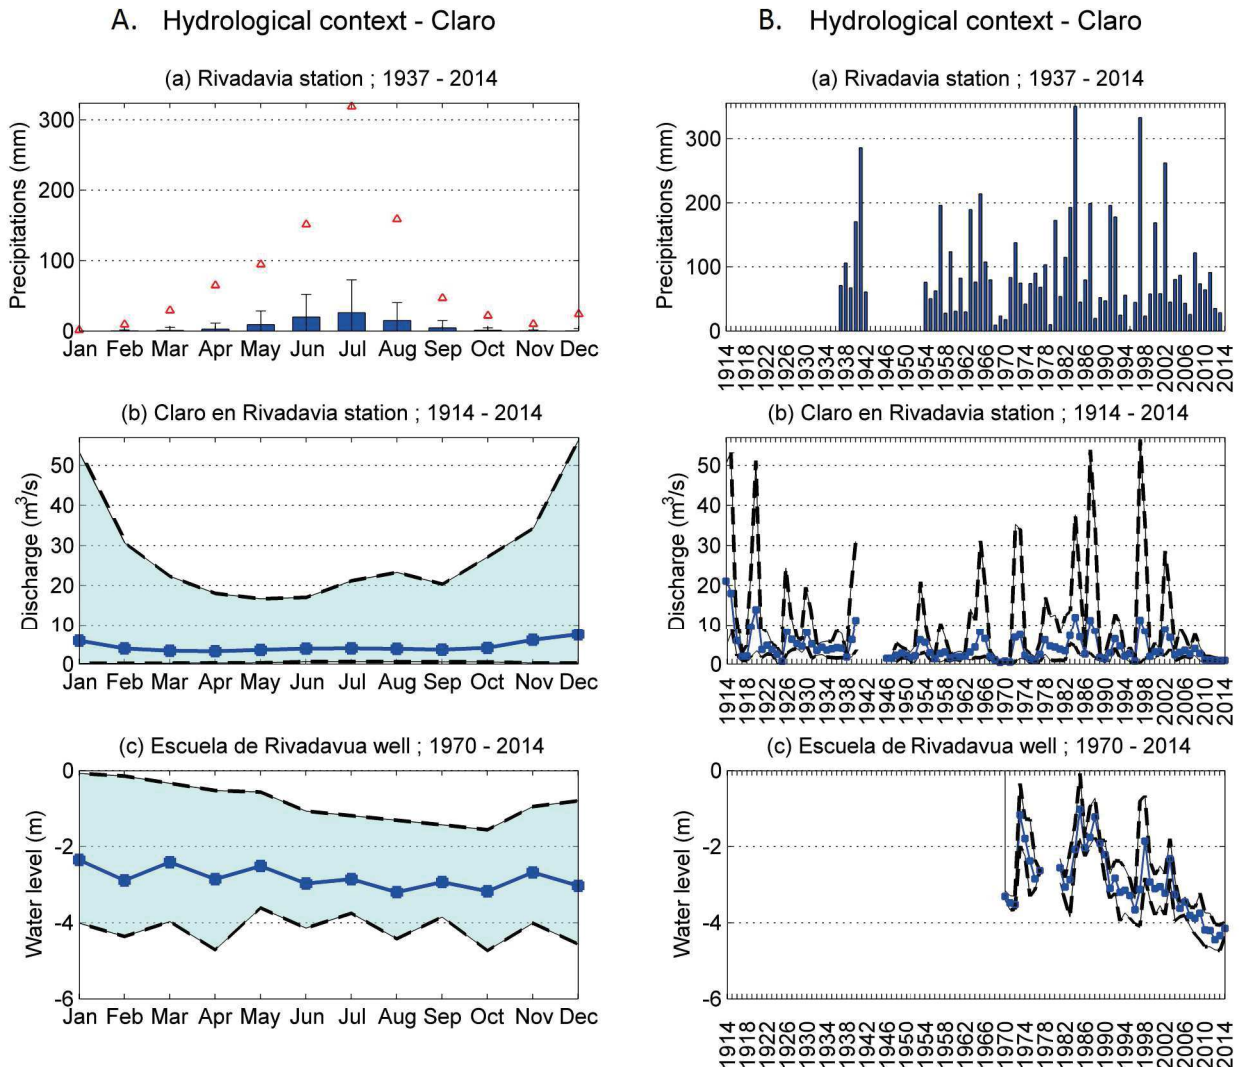 A. Hydrological context - Claro
(a) Rivadavia station ; 1937 - 2014
Precipitations (mm)
300
200
100
0
Jan Feb Mar Apr May Jun Jul Aug Sep Oct Nov Dec
(b) Claro en Rivadavia station ; 1914 - 2014
Discharge (m³/s)
50
40
30
20
10
0
Jan Feb Mar Apr May Jun Jul Aug Sep Oct Nov Dec
(c) Escuela de Rivadavua well ; 1970 - 2014
Water level (m)
0
-2
-4
-6
Jan Feb Mar Apr May Jun Jul Aug Sep Oct Nov Dec
B. Hydrological context - Claro
(a) Rivadavia station ; 1937 - 2014
Precipitations (mm)
300
200
100
0
1914 1918 1922 1926 1930 1934 1938 1942 1946 1950 1954 1958 1962 1966 1970 1974 1978 1982 1986 1990 1994 1998 2002 2006 2010 2014
(b) Claro en Rivadavia station ; 1914 - 2014
Discharge (m³/s)
50
40
30
20
10
0
1914 1918 1922 1926 1930 1934 1938 1942 1946 1950 1954 1958 1962 1966 1970 1974 1978 1982 1986 1990 1994 1998 2002 2006 2010 2014
(c) Escuela de Rivadavua well ; 1970 - 2014
Water level (m)
0
-2
-4
-6
1914 1918 1922 1926 1930 1934 1938 1942 1946 1950 1954 1958 1962 1966 1970 1974 1978 1982 1986 1990 1994 1998 2002 2006 2010 2014